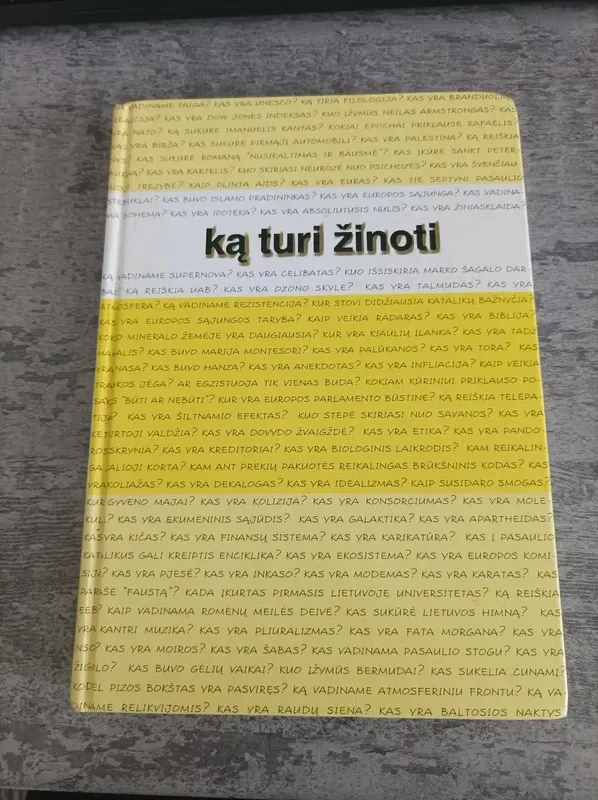 VADINAME TAIGA? KAS YRA UNESCO? KĄ TIRIA FILOLOGIJA? KAS YRA BRANDUOLI-
REAKCIJA? KAS YRA DOW JONES INDEKSAS? KUO ĮŽYMUS NEILAS ARMSTRONGAS? KAS
YRA NATO? KĄ SUKŪRĖ IMANUELIS KANTAS? KOKIAI EPOCHAI PRIKLAUSĖ RAFAELIS?
KAS YRA BIRŽA? KAS SUKŪRĖ PIRMĄJĮ AUTOMOBILĮ? KAS YRA PALESTINA? KĄ REIŠKIA
KAS SUKŪRĖ ROMANĄ "NUSIKALTIMAS IR BAUSMĖ"? KAS ĮKŪRĖ SANKT PETER-
BURGĄ? KAS YRA KARTELIS? KUO SKIRIASI NEUROZĖ NUO PSICHOZĖS? KAS YRA ŠVENČIAU-
TREJYBĖ? KAIP PLINTA AIDS? KAS YRA EURAS? KAS TIE SEPTYNI PASAULIO
STEBUKLAI? KAS BUVO ISLAMO PRADININKAS? KAS YRA EUROPOS SĄJUNGA? KAS VADINA-
MA BOHEMA? KAS YRA IPOTEKA? KAS YRA ABSOLIUTUSIS NULIS? KAS YRA ŽINIASKLAIDA?
ką turi žinoti
KĄ VADINAME SUPERNOVA? KAS YRA CELIBATAS? KUO IŠSISKIRIA MARKO ŠAGALO DAR-
BAI? KĄ REIŠKIA UAB? KAS YRA OZONO SKYLĖ? KAS YRA TALMUDAS? KAS YRA
ATMOSFERA? KĄ VADINAME REZISTENCIJA? KUR STOVI DIDŽIAUSIA KATALIKŲ BAŽNYČIA?
KAS YRA EUROPOS SĄJUNGOS TARYBA? KAIP VEIKIA RADARAS? KAS YRA BIBLIJA?
KOKIO MINERALO ŽEMĖJE YRA DAUGIAUSIA? KUR YRA KIAULIŲ ĮLANKA? KAS YRA TADŽ
MAHALIS? KAS BUVO MARIJA MONTESORI? KAS YRA PALŪKANOS? KAS YRA TORA? KAS
YRA NASA? KAS BUVO HANZA? KAS YRA ANEKDOTAS? KAS YRA INFLIACIJA? KAIP VEIKIA
TRAUKOS JĖGA? AR EGZISTUOJA TIK VIENAS BUDA? KOKIAM KŪRINIUI PRIKLAUSO PO-
SAKIS "BŪTI AR NEBŪTI"? KUR YRA EUROPOS PARLAMENTO BŪSTINĖ? KĄ REIŠKIA TELEPA-
TIJA? KAS YRA ŠILTNAMIO EFEKTAS? KUO STEPĖ SKIRIASI NUO SAVANOS? KAS YRA
KETVIRTOJI VALDŽIA? KAS YRA DOVYDO ŽVAIGŽDĖ? KAS YRA ETIKA? KAS YRA PANDO-
ROS SKRYNIA? KAS YRA KREDITORIAI? KAS YRA BIOLOGINIS LAIKRODIS? KAM REIKALIN-
GA ŽALIOJI KORTA? KAM ANT PREKIŲ PAKUOTĖS REIKALINGAS BRŪKŠNINIS KODAS? KAS
YRA KOLIAŽAS? KAS YRA DEKALOGAS? KAS YRA IDEALIZMAS? KAIP SUSIDARO SMOGAS?
KUR GYVENO MAJAI? KAS YRA KOLIZIJA? KAS YRA KONSORCIUMAS? KAS YRA MOLE-
KULĖ? KAS YRA EKUMENINIS SĄJŪDIS? KAS YRA GALAKTIKA? KAS YRA APARTHEIDAS?
KAS YRA KIČAS? KAS YRA FINANSŲ SISTEMA? KAS YRA KARIKATŪRA? KAS Į PASAULIO
KATALIKUS GALI KREIPTIS ENCIKLIKA? KAS YRA EKOSISTEMA? KAS YRA EUROPOS KOMI-
SIJA? KAS YRA PJESĖ? KAS YRA INKASO? KAS YRA MODEMAS? KAS YRA KARATAS? KAS
PARAŠĖ "FAUSTĄ"? KADA ĮKURTAS PIRMASIS LIETUVOJE UNIVERSITETAS? KĄ REIŠKIA
EEB? KAIP VADINAMA ROMĖNŲ MEILĖS DEIVĖ? KAS SUKŪRĖ LIETUVOS HIMNĄ? KAS
YRA KANTRI MUZIKA? KAS YRA PLIURALIZMAS? KAS YRA FATA MORGANA? KAS YRA
NSO? KAS YRA MOIROS? KAS YRA ŠABAS? KAS VADINAMA PASAULIO STOGU? KAS YRA
ŽIGOLO? KAS BUVO GĖLIŲ VAIKAI? KUO ĮŽYMŪS BERMUDAI? KAS SUKELIA CUNAMĮ?
KODĖL PIZOS BOKŠTAS YRA PASVIRĘS? KĄ VADINAME ATMOSFERINIU FRONTU? KĄ VA-
DINAME RELIKVIJOMIS? KAS YRA RAUDŲ SIENA? KAS YRA BALTOSIOS NAKTYS